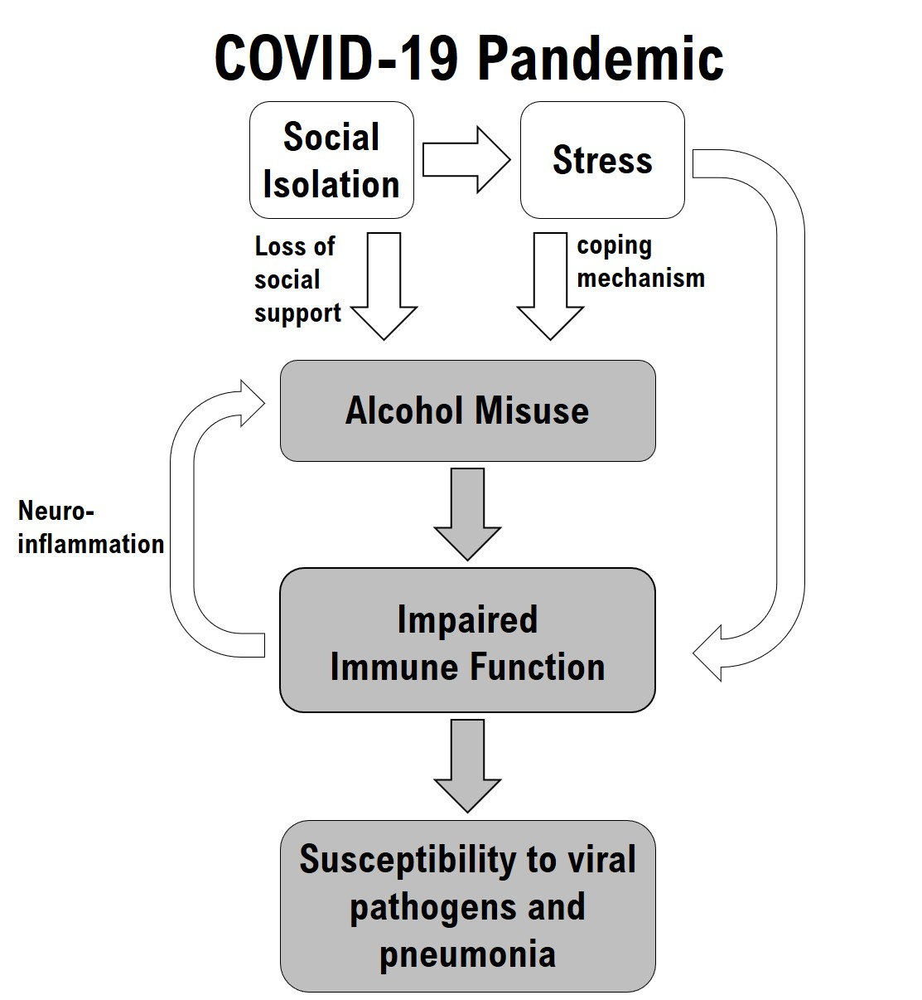 COVID-19 Pandemic
Social
Isolation
Stress
Loss of
social
support
coping
mechanism
Alcohol Misuse
Neuro-
inflammation
Impaired
Immune Function
Susceptibility to viral
pathogens and
pneumonia